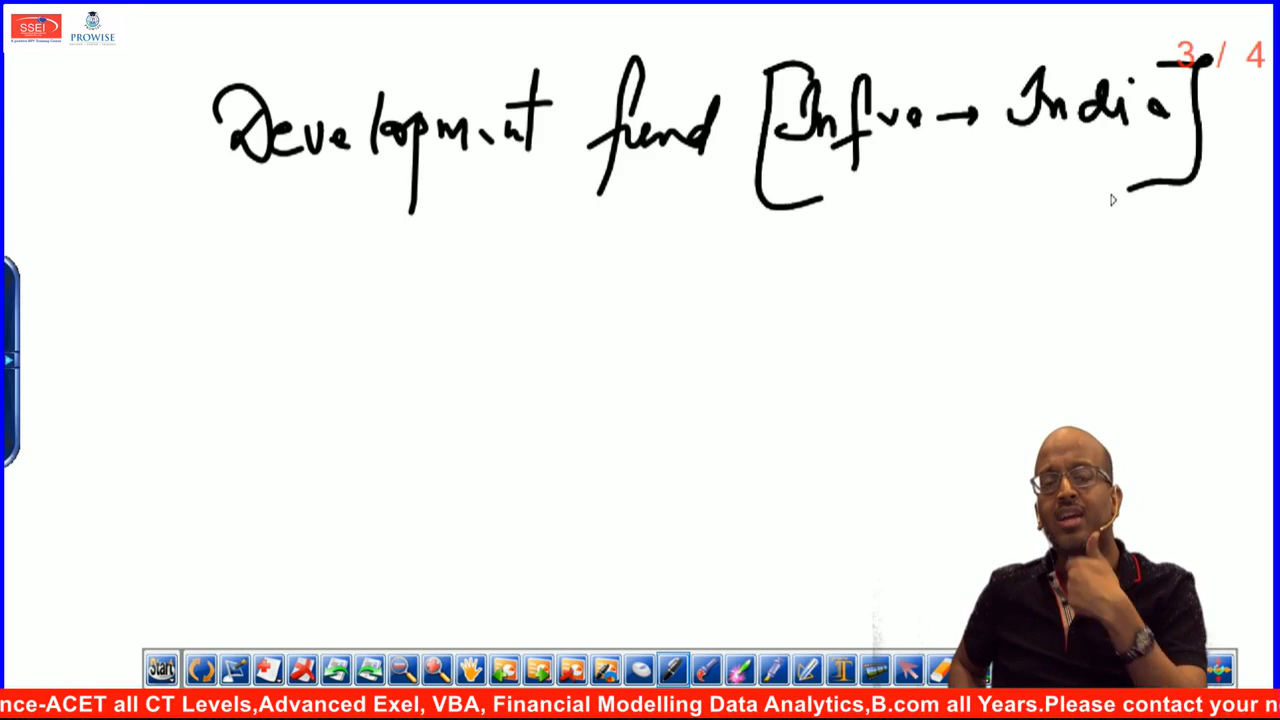 SSEI
PROWISE
3 / 4
Development fund [Infra → India]
Start
nce-ACET all CT Levels,Advanced Exel, VBA, Financial Modelling Data Analytics,B.com all Years.Please contact your n